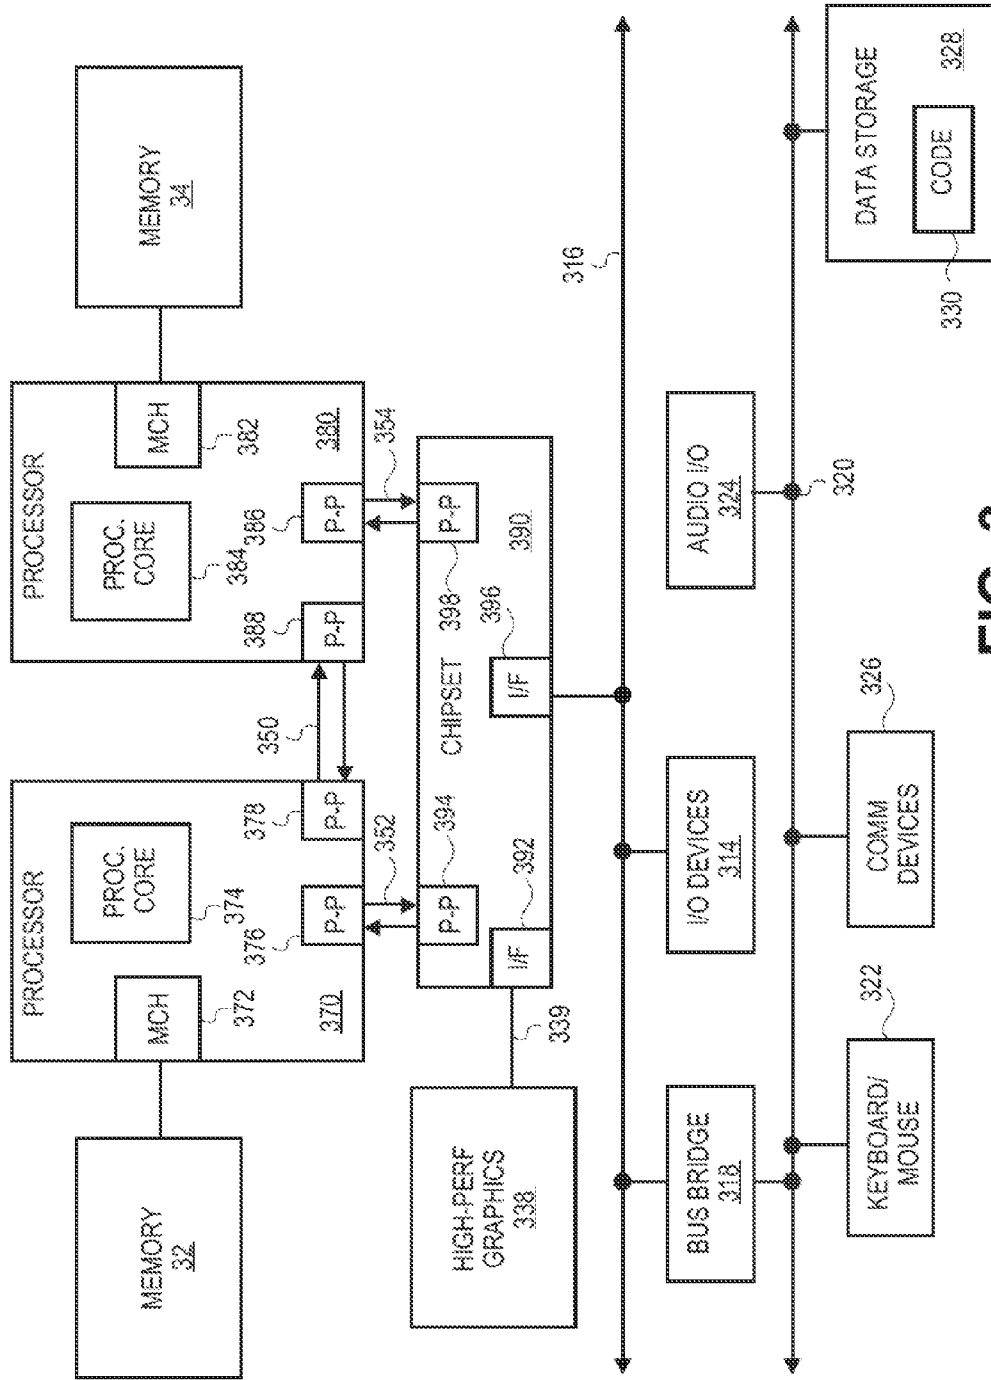 PROCESSOR
PROCESSOR
MEMORY
32
MCH
372
PROC.
CORE
374
370
376
P-P
378
P-P
350
388
P-P
PROC.
CORE
384
386
P-P
MCH
382
380
MEMORY
34
352
354
HIGH-PERF
GRAPHICS
338
339
I/F
392
P-P
394
CHIPSET
I/F
396
P-P
398
390
316
BUS BRIDGE
318
I/O DEVICES
314
AUDIO I/O
324
320
KEYBOARD/
MOUSE
322
COMM
DEVICES
326
DATA STORAGE
328
CODE
330
FIG.